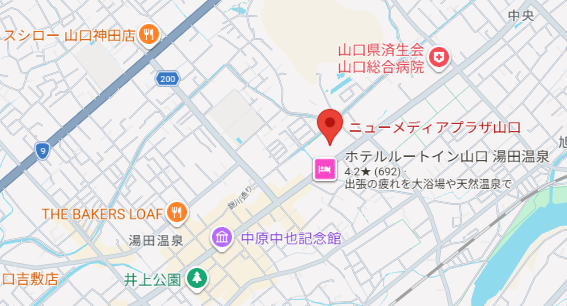 中央
スシロー 山口神田店
山口県済生会
山口総合病院
200
ニューメディアプラザ山口
9
ホテルルートイン山口 湯田温泉
4.2★ (692)
出張の疲れを大浴場や天然温泉で
THE BAKERS LOAF
湯田温泉
中原中也記念館
口吉敷店
井上公園